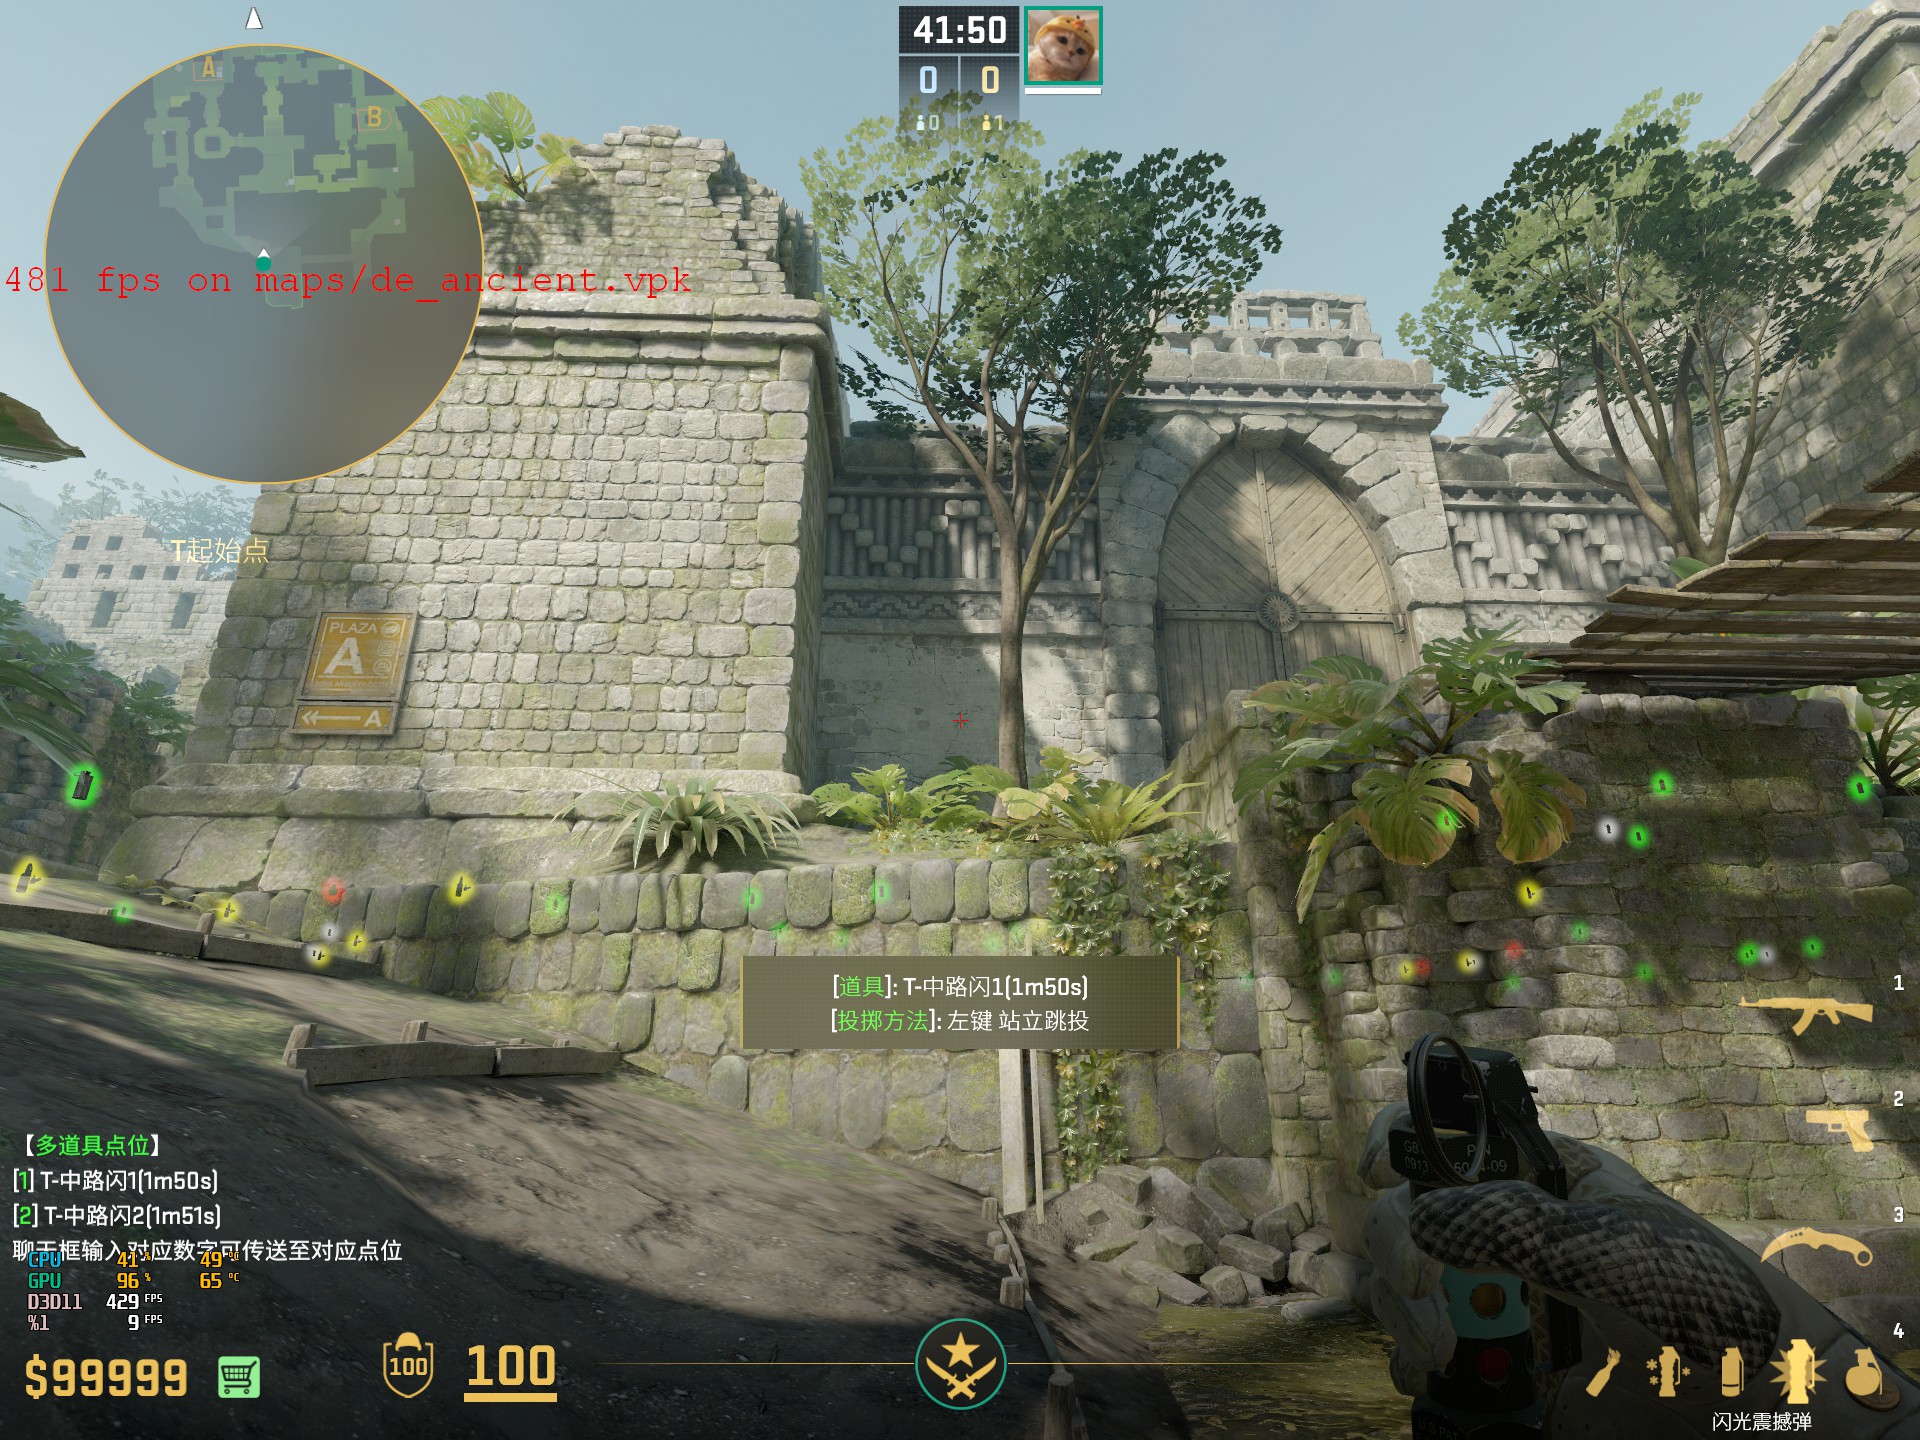 41:50
0 0
0 1
A
B
481 fps on maps/de_ancient.vpk
T起始点
PLAZA
A
A
[道具]: T-中路闪1(1m50s)
[投掷方法]: 左键 站立跳投
1
2
3
4
【多道具点位】
[1] T-中路闪1(1m50s)
[2] T-中路闪2(1m51s)
聊天框输入对应数字可传送至对应点位
CPU 41 % 49 °C
GPU 96 % 65 °C
D3D11 429 FPS
%1 9 FPS
$99999
100
100
闪光震撼弹